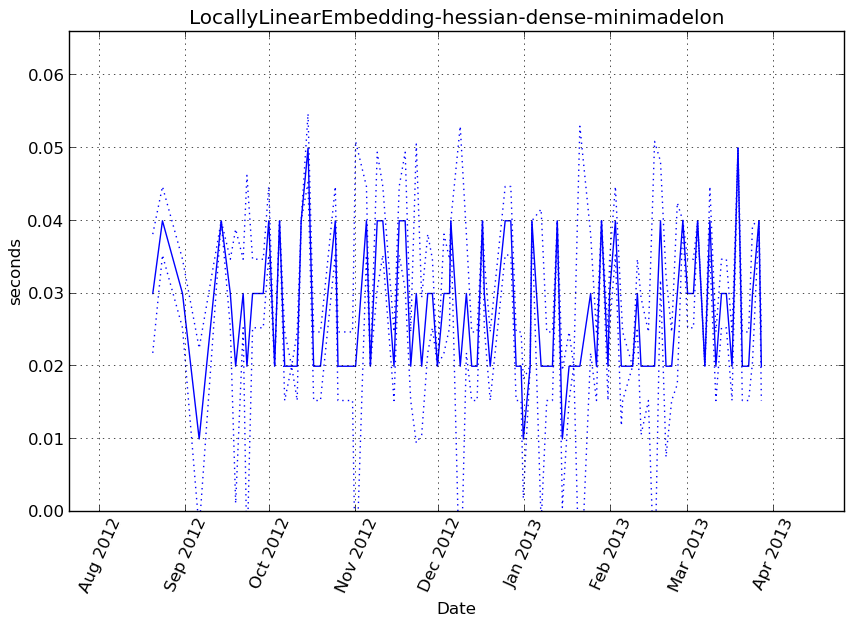 LocallyLinearEmbedding-hessian-dense-minimadelon
0.06
0.05
0.04
0.03
0.02
0.01
0.00
seconds
Aug 2012
Sep 2012
Oct 2012
Nov 2012
Dec 2012
Jan 2013
Feb 2013
Mar 2013
Apr 2013
Date